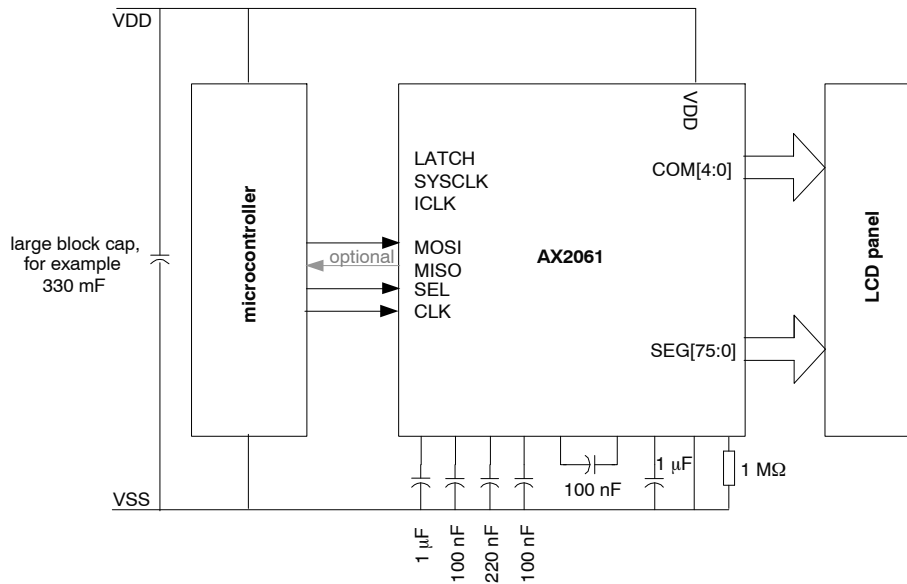 VDD
VDD
LATCH
SYSCLK
ICLK
COM[4:0]
large block cap,
for example
330 mF
microcontroller
optional
MOSI
MISO
SEL
CLK
AX2061
LCD panel
SEG[75:0]
VSS
1 µF
100 nF
220 nF
100 nF
100 nF
1 µF
1 MΩ